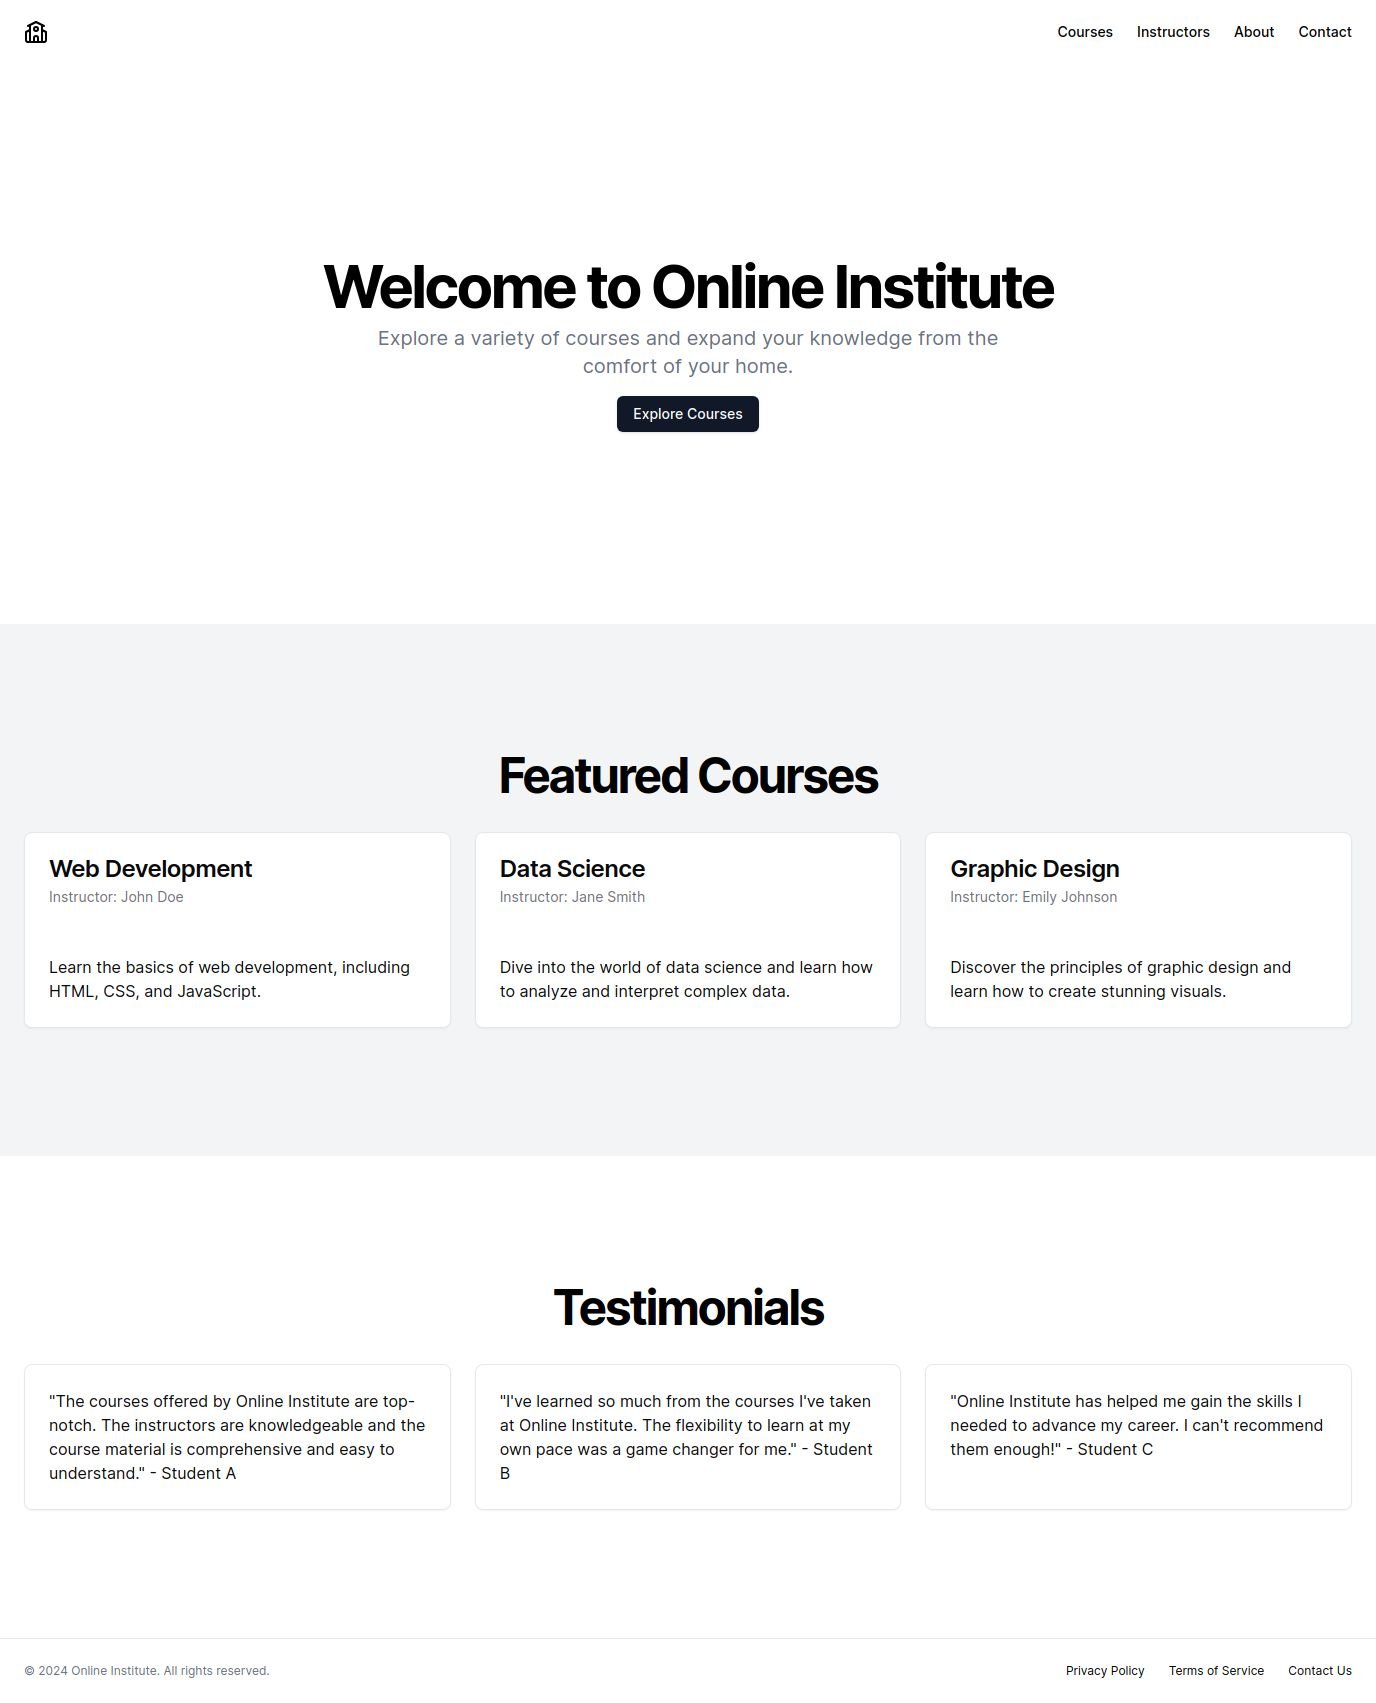 Courses Instructors About Contact
Welcome to Online Institute
Explore a variety of courses and expand your knowledge from the
comfort of your home.
Explore Courses
Featured Courses
Web Development
Instructor: John Doe
Learn the basics of web development, including
HTML, CSS, and JavaScript.
Data Science
Instructor: Jane Smith
Dive into the world of data science and learn how
to analyze and interpret complex data.
Graphic Design
Instructor: Emily Johnson
Discover the principles of graphic design and
learn how to create stunning visuals.
Testimonials
"The courses offered by Online Institute are top-
notch. The instructors are knowledgeable and the
course material is comprehensive and easy to
understand." - Student A
"I've learned so much from the courses I've taken
at Online Institute. The flexibility to learn at my
own pace was a game changer for me." - Student
B
"Online Institute has helped me gain the skills I
needed to advance my career. I can't recommend
them enough!" - Student C
© 2024 Online Institute. All rights reserved.
Privacy Policy Terms of Service Contact Us